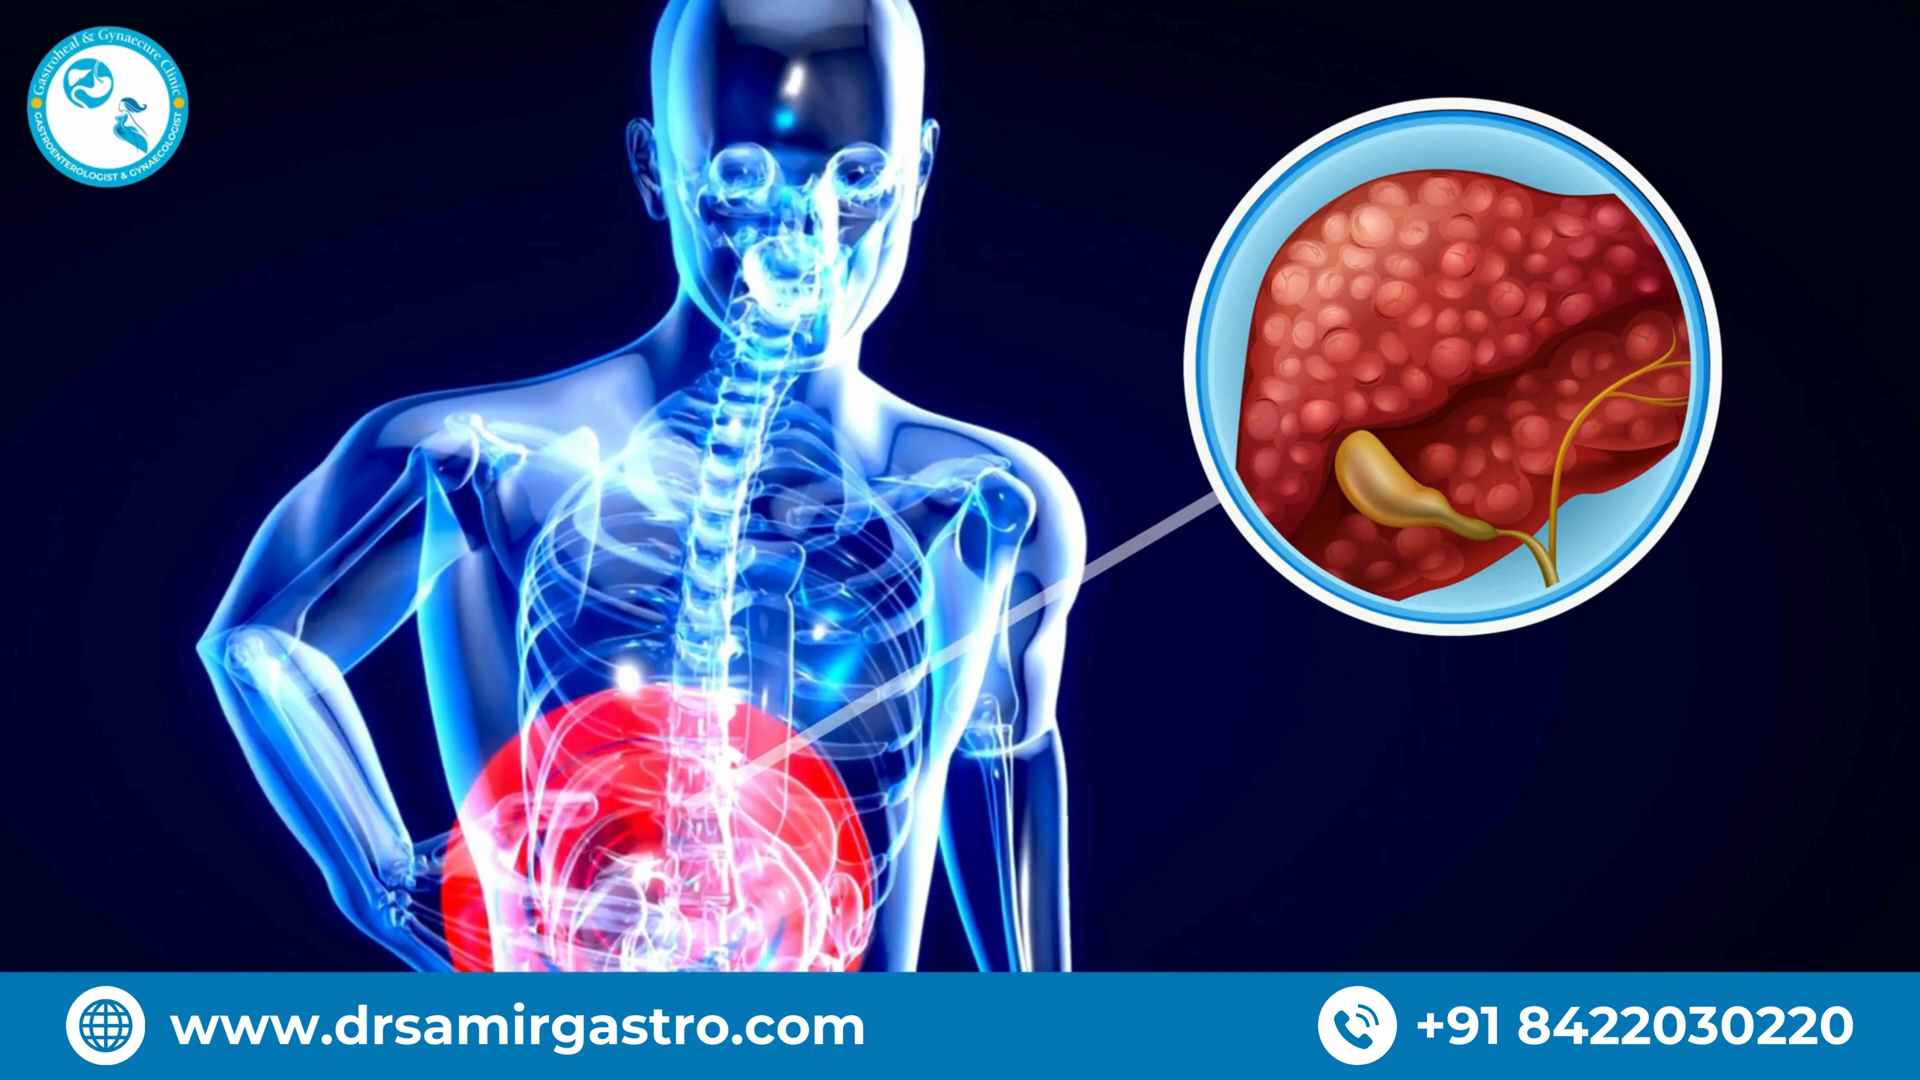 Gastroheal & Gynaecure Clinic
GASTROENTEROLOGIST & GYNAECOLOGIST
www.drsamirgastro.com
+91 8422030220